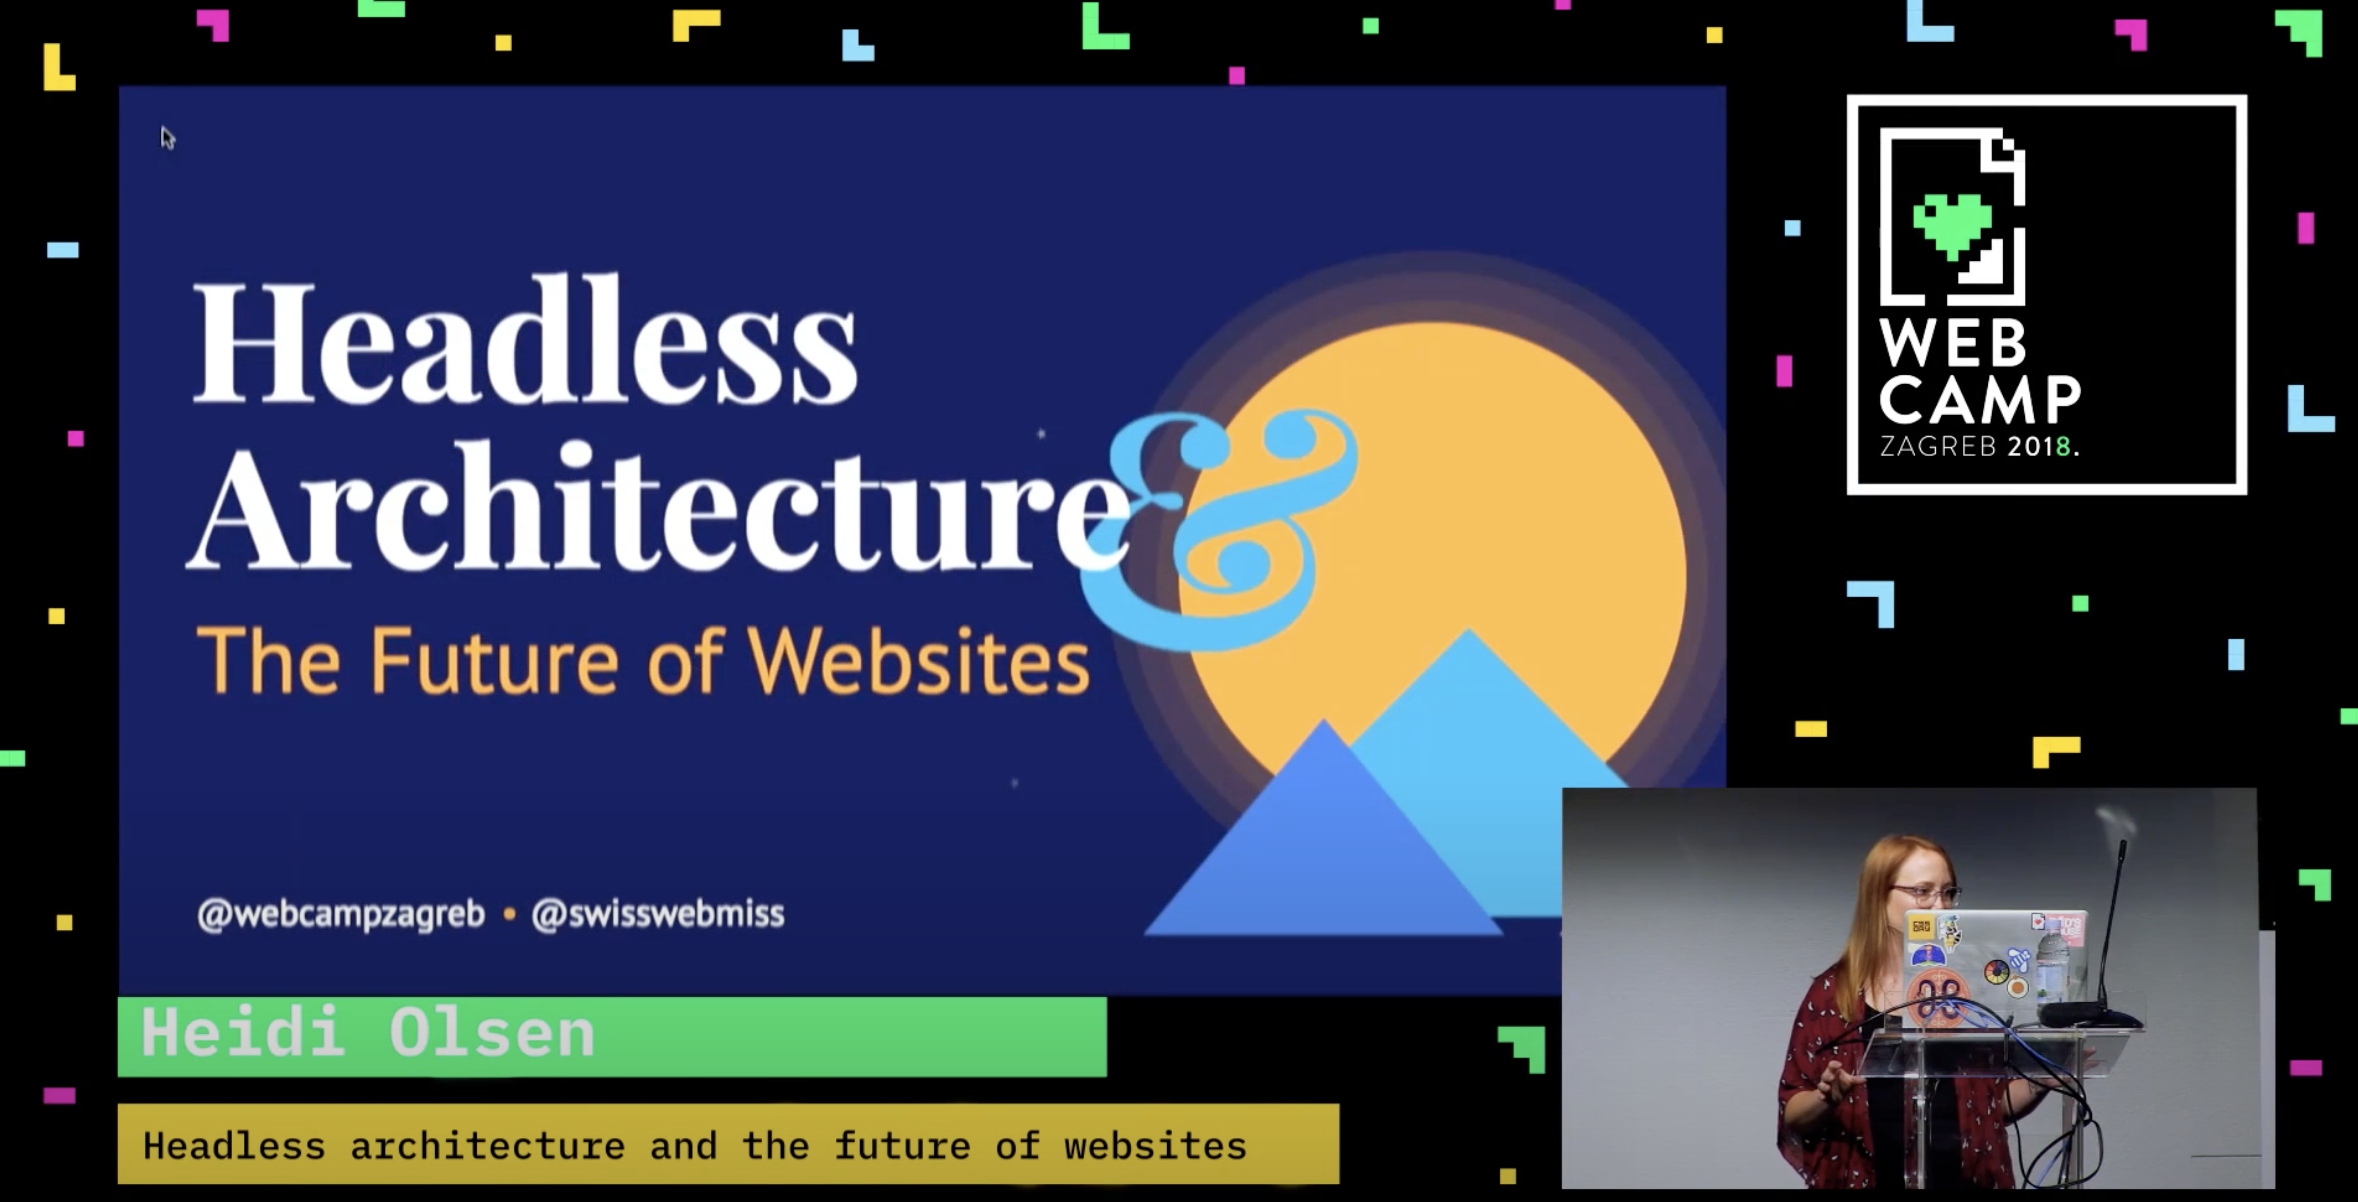 Headless
Architecture
&
The Future of Websites
@webcampzagreb • @swisswebmiss
WEB
CAMP
ZAGREB 2018.
Heidi Olsen
Headless architecture and the future of websites